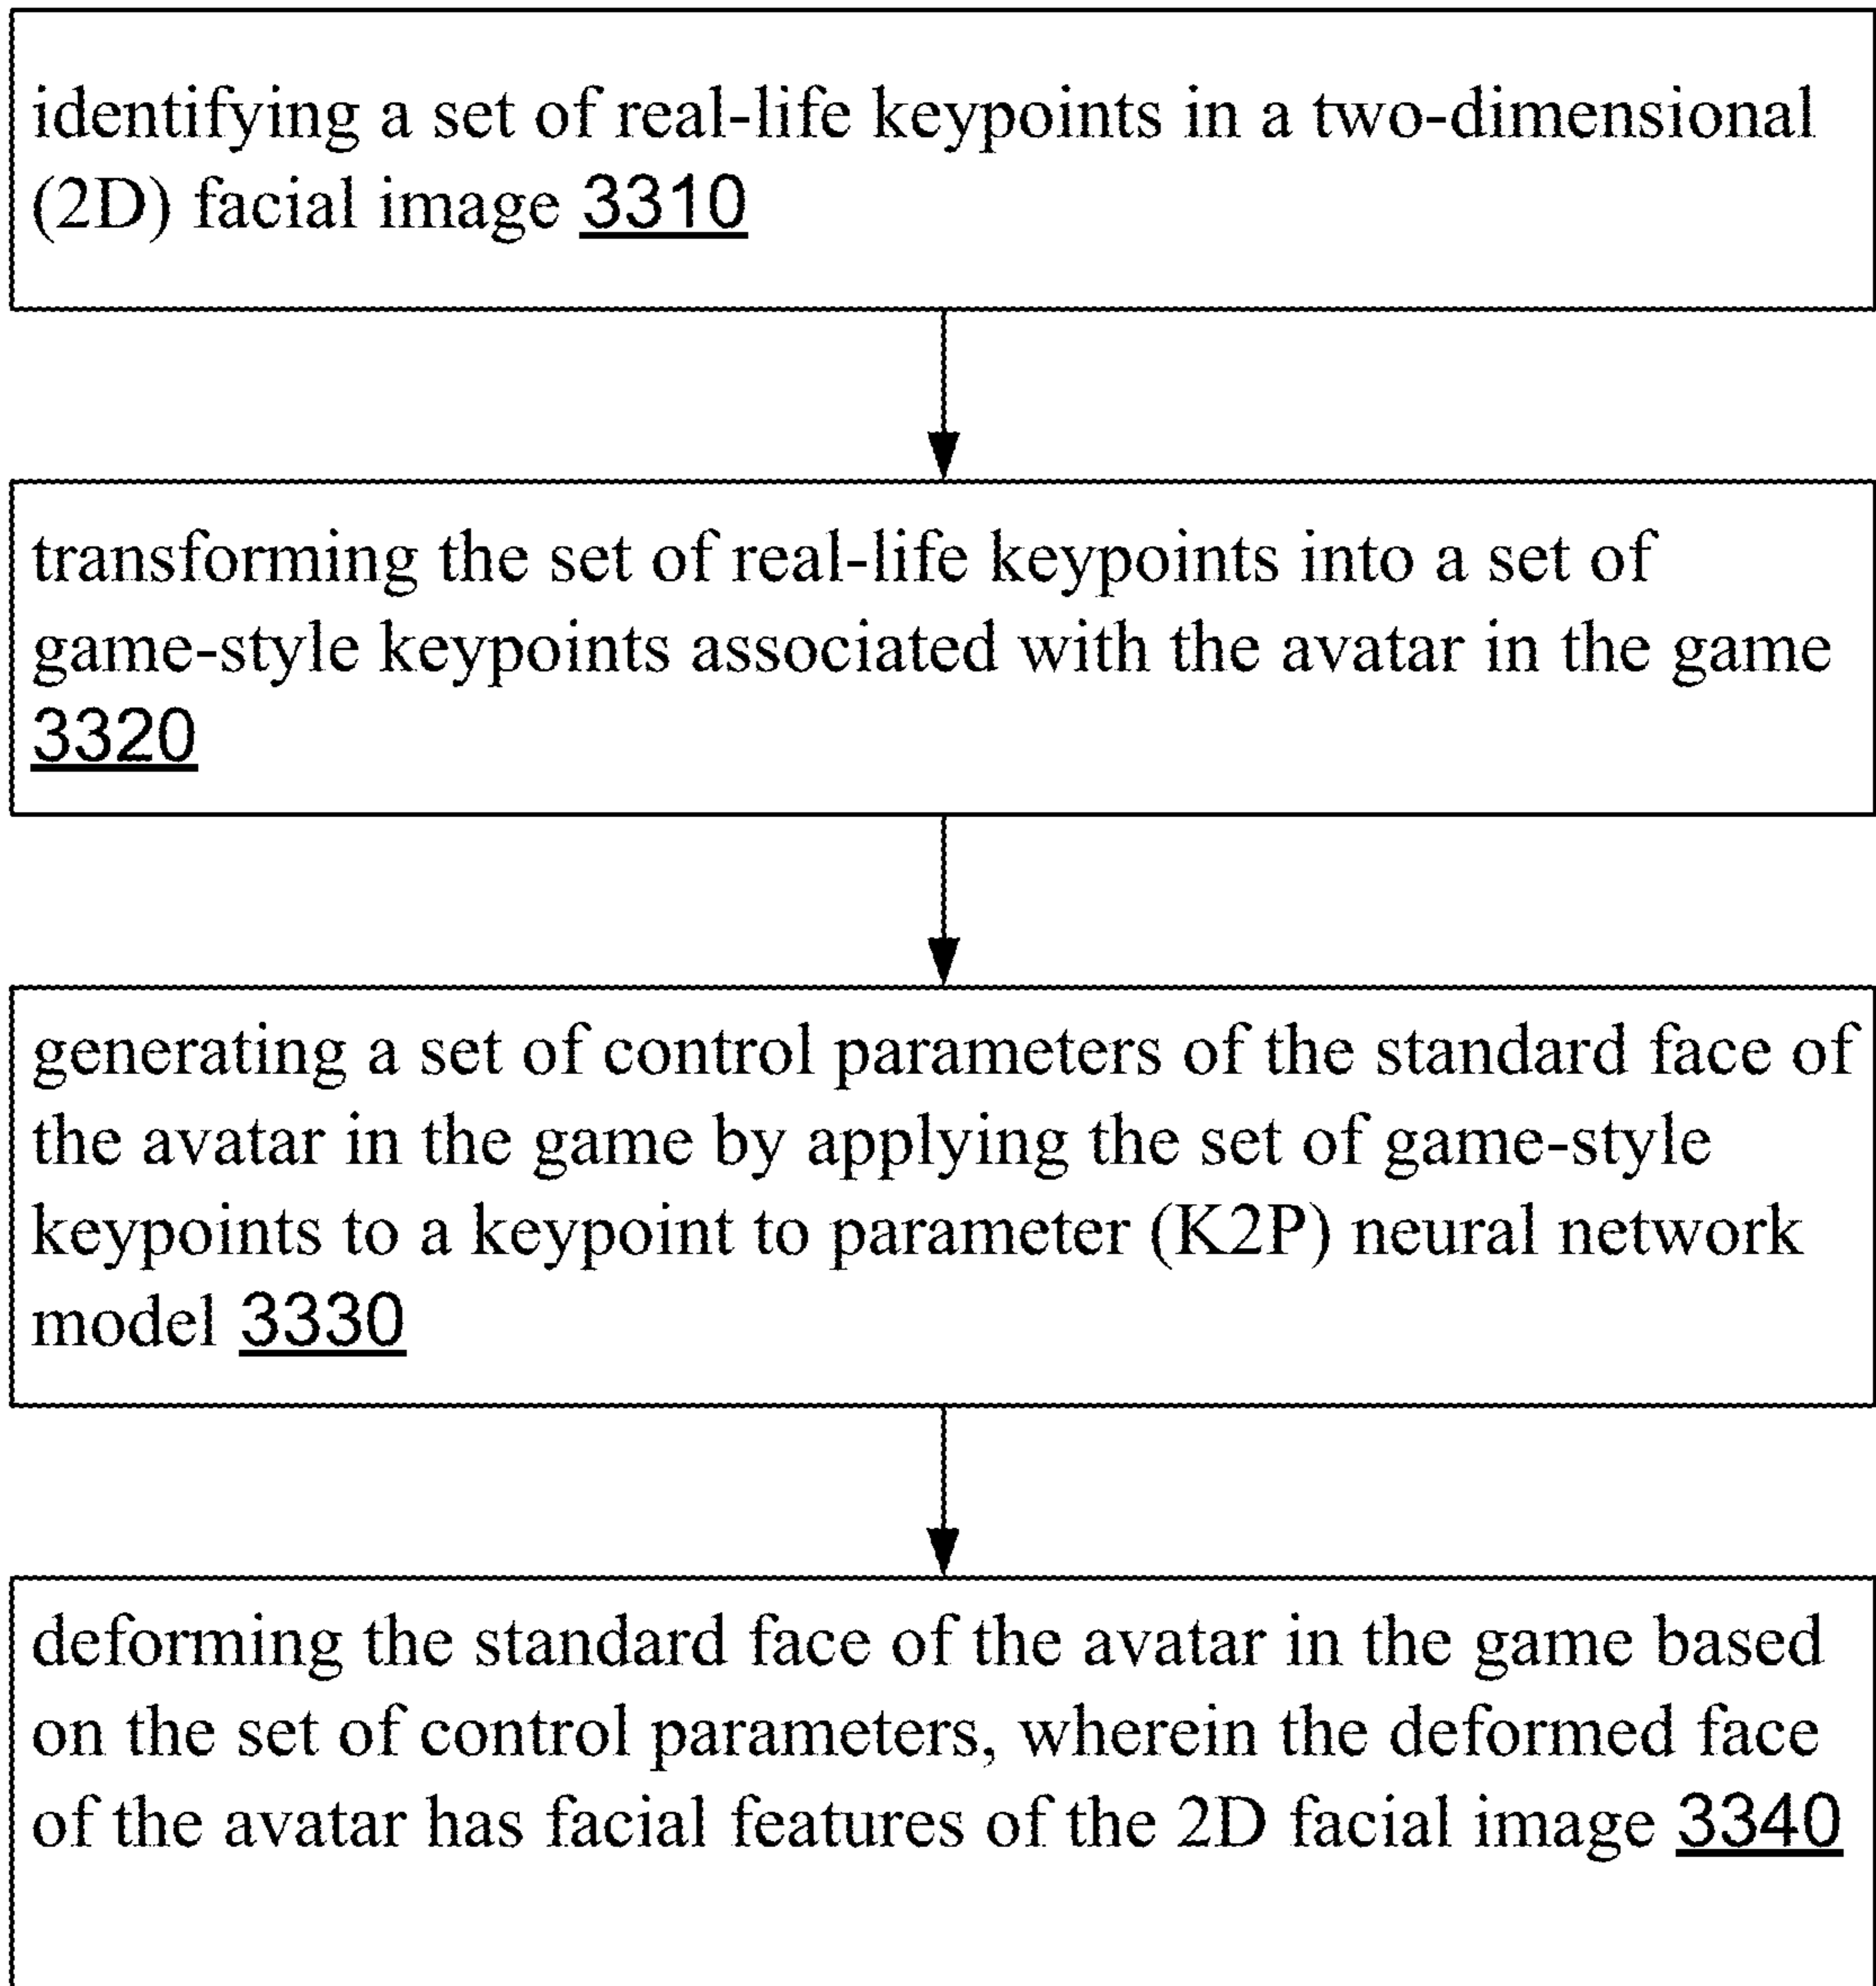 identifying a set of real-life keypoints in a two-dimensional
(2D) facial image 3310
transforming the set of real-life keypoints into a set of
game-style keypoints associated with the avatar in the game
3320
generating a set of control parameters of the standard face of
the avatar in the game by applying the set of game-style
keypoints to a keypoint to parameter (K2P) neural network
model 3330
deforming the standard face of the avatar in the game based
on the set of control parameters, wherein the deformed face
of the avatar has facial features of the 2D facial image 3340